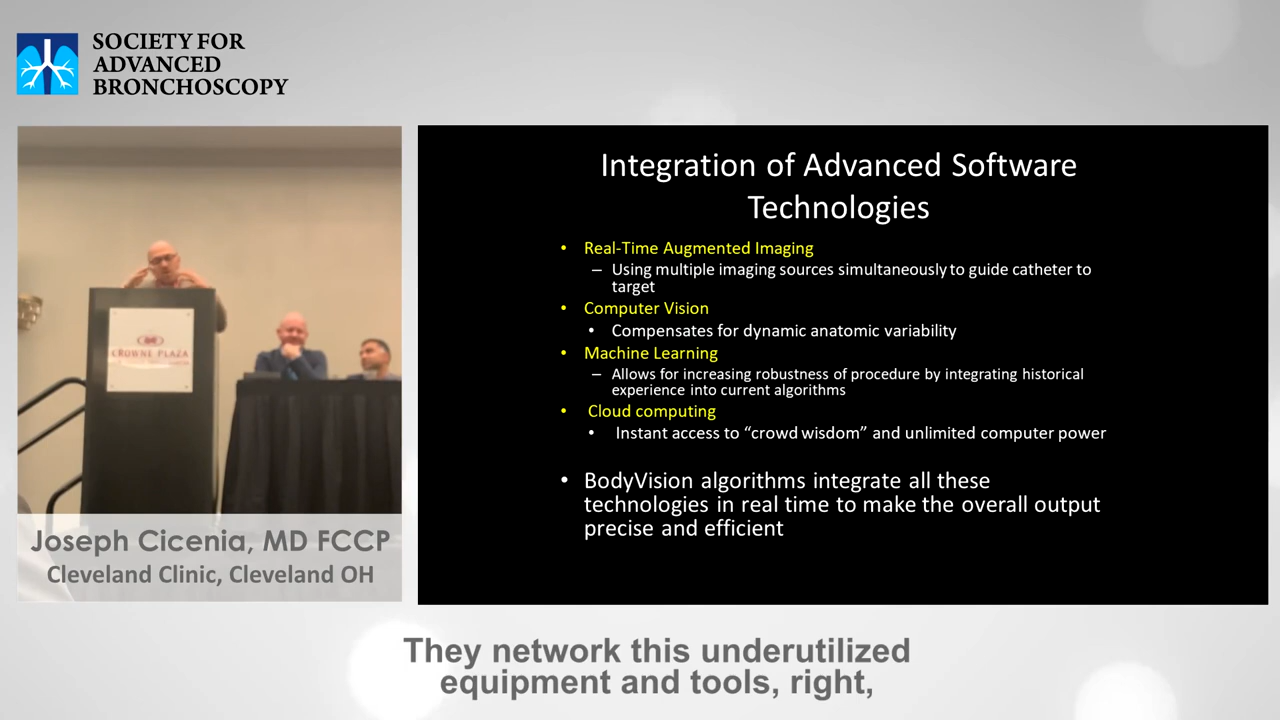 SOCIETY FOR
ADVANCED
BRONCHOSCOPY
CROWNE PLAZA
Joseph Cicenia, MD FCCP
Cleveland Clinic, Cleveland OH
Integration of Advanced Software
Technologies
• Real-Time Augmented Imaging
– Using multiple imaging sources simultaneously to guide catheter to
target
• Computer Vision
• Compensates for dynamic anatomic variability
• Machine Learning
– Allows for increasing robustness of procedure by integrating historical
experience into current algorithms
• Cloud computing
• Instant access to “crowd wisdom” and unlimited computer power
• BodyVision algorithms integrate all these
technologies in real time to make the overall output
precise and efficient
They network this underutilized
equipment and tools, right,